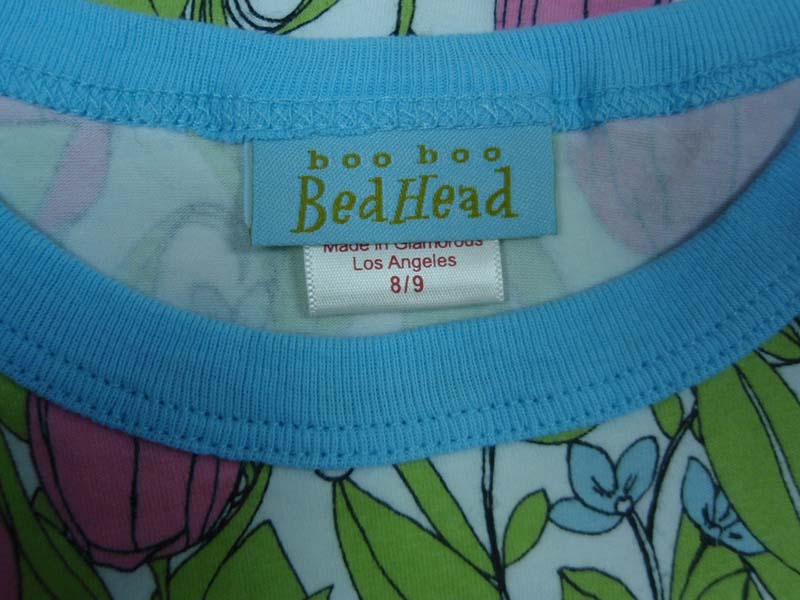 boo boo
BedHead
Made in Glamorous
Los Angeles
8/9